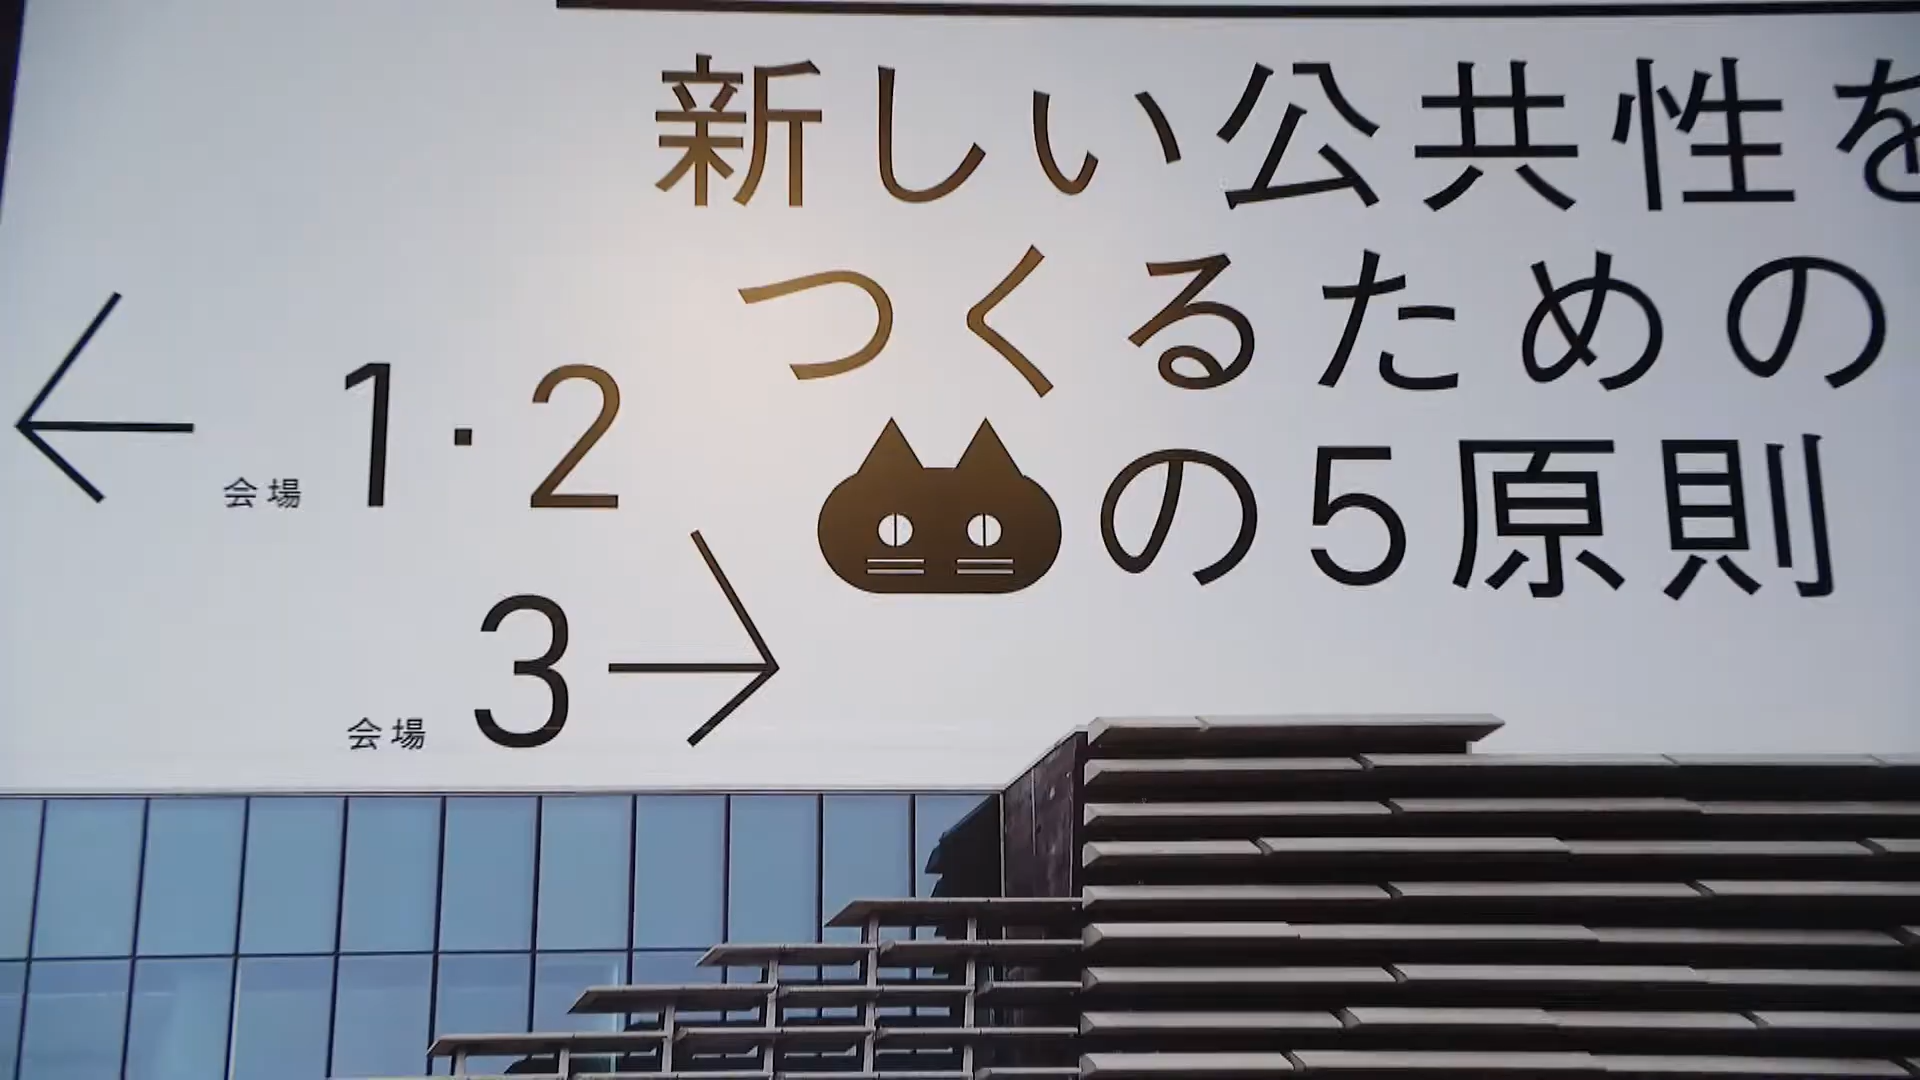 新しい公共性を
つくるための
の5原則
会場 1・2
会場 3